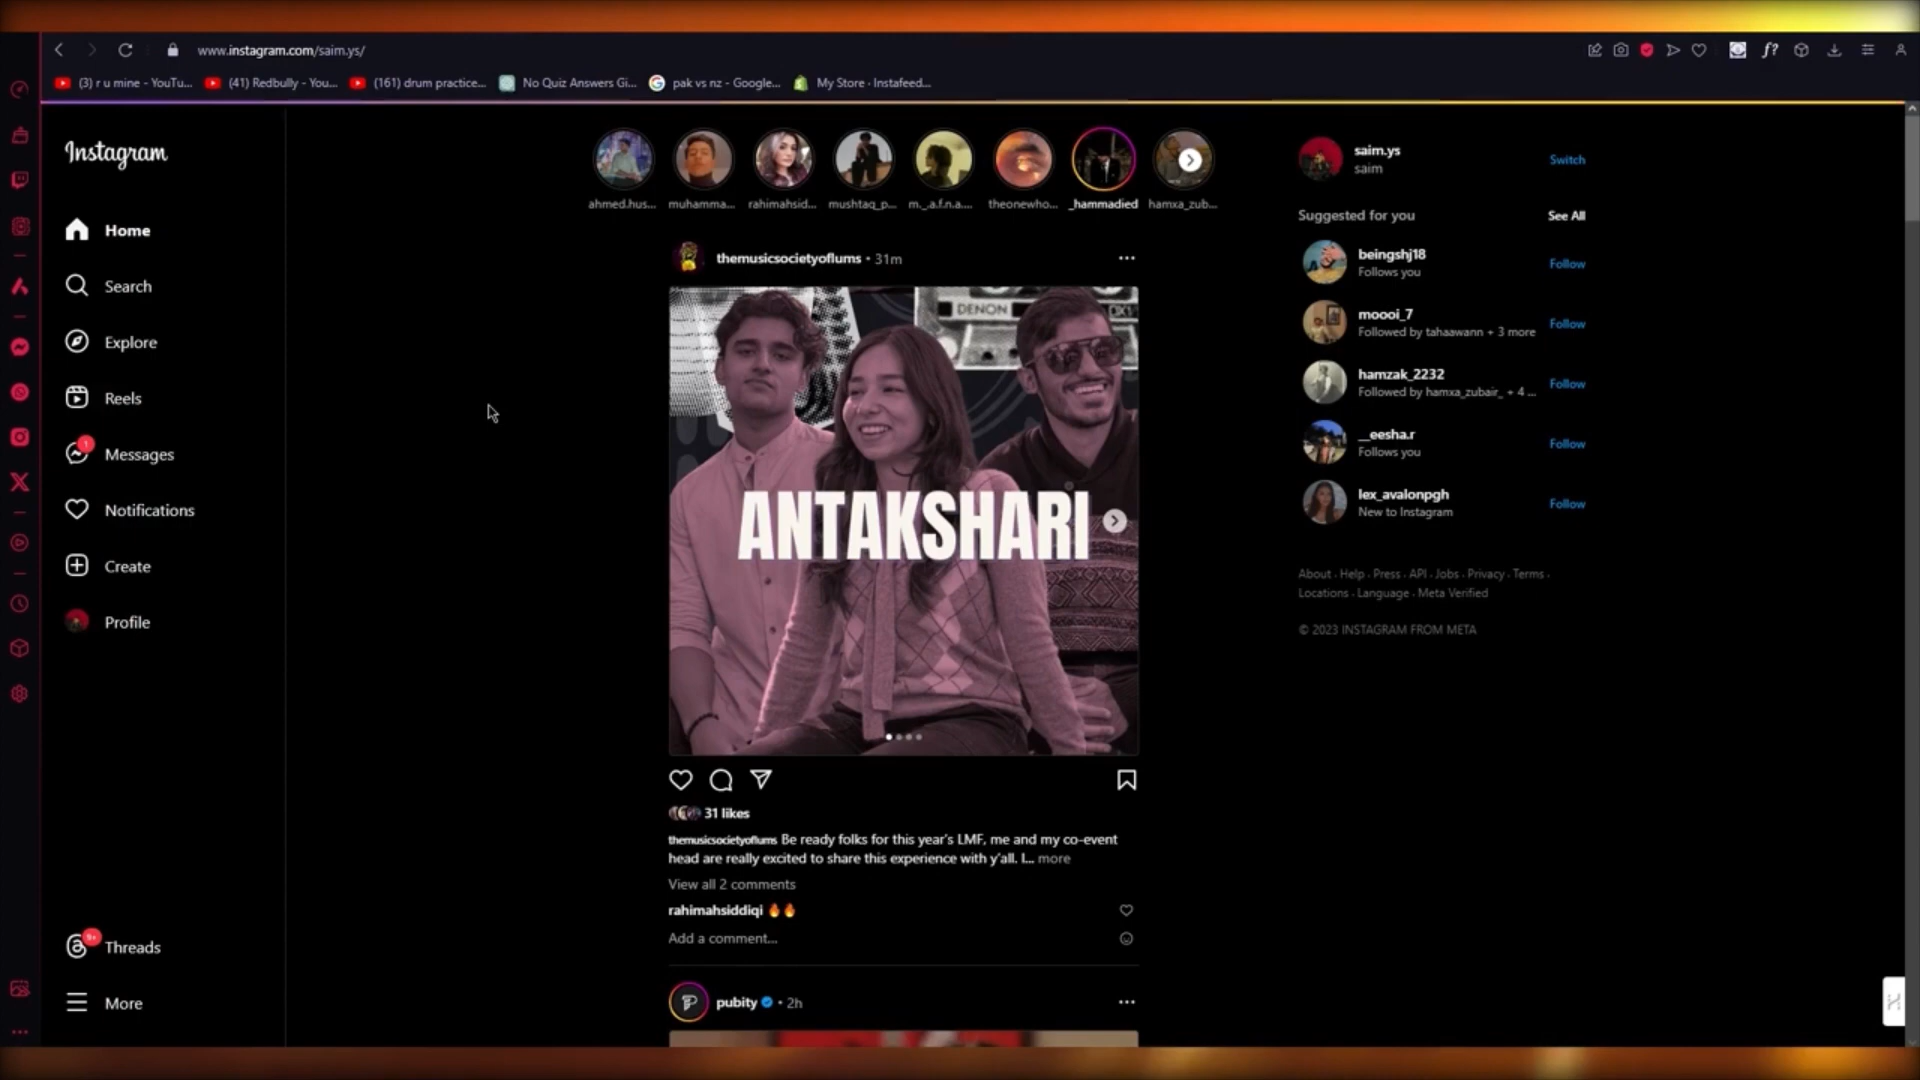 www.instagram.com/saim.ys/
(3) r u mine - YouTu...
(41) Redbully - You...
(161) drum practice...
No Quiz Answers Gi...
pak vs nz - Google...
My Store · Instafeed...
Instagram
Home
Search
Explore
Reels
1
Messages
Notifications
Create
Profile
9+
Threads
More
ahmed.hus...
muhamma...
rahimahsid...
mushtaq_p...
m._.a.f.n.a....
theonewho...
_hammadied
hamxa_zub...
themusicsocietyoflums • 31m
DENON
DX1
ANTAKSHARI
31 likes
themusicsocietyoflums Be ready folks for this year's LMF, me and my co-event
head are really excited to share this experience with y'all. I... more
View all 2 comments
rahimahsiddiqi 🔥🔥
Add a comment...
pubity • 2h
saim.ys
saim
Switch
Suggested for you
See All
beingshj18
Follows you
Follow
moooi_7
Followed by tahaawann + 3 more
Follow
hamzak_2232
Followed by hamxa_zubair_ + 4 ...
Follow
__eesha.r
Follows you
Follow
lex_avalonpgh
New to Instagram
Follow
About · Help · Press · API · Jobs · Privacy · Terms ·
Locations · Language · Meta Verified
© 2023 INSTAGRAM FROM META